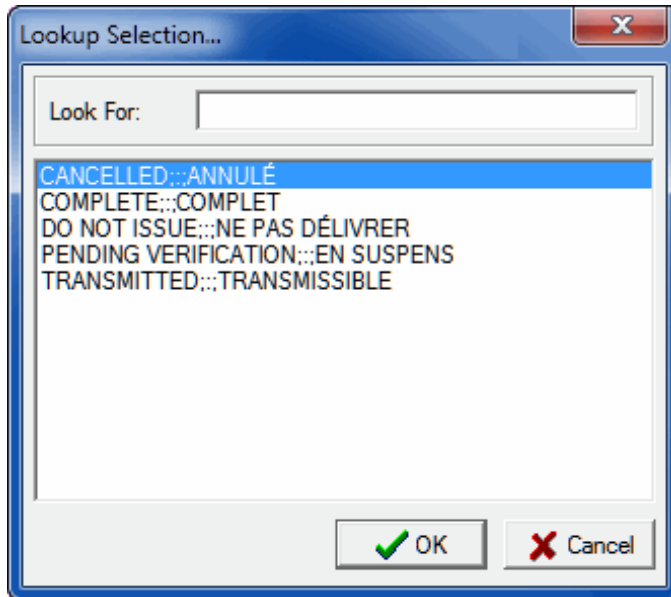 Lookup Selection...
Look For:
CANCELLED;:;ANNULÉ
COMPLETE;:;COMPLET
DO NOT ISSUE;:;NE PAS DÉLIVRER
PENDING VERIFICATION;:;EN SUSPENS
TRANSMITTED;:;TRANSMISSIBLE
OK Cancel